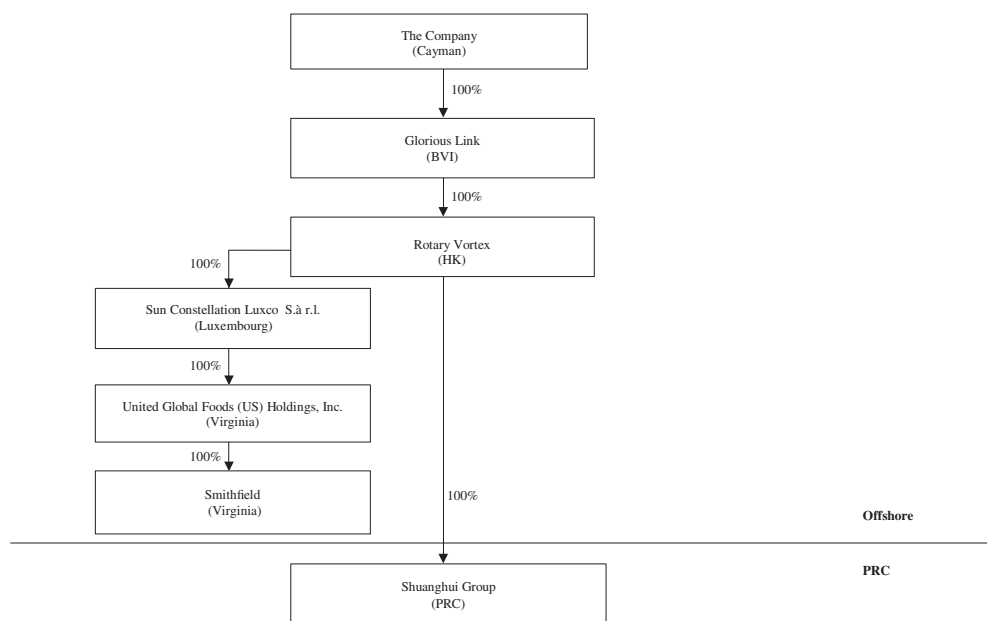 The Company
(Cayman)
100%
Glorious Link
(BVI)
100%
Rotary Vortex
(HK)
100%
Sun Constellation Luxco S.à r.l.
(Luxembourg)
100%
United Global Foods (US) Holdings, Inc.
(Virginia)
100%
Smithfield
(Virginia)
100%
Offshore
PRC
Shuanghui Group
(PRC)